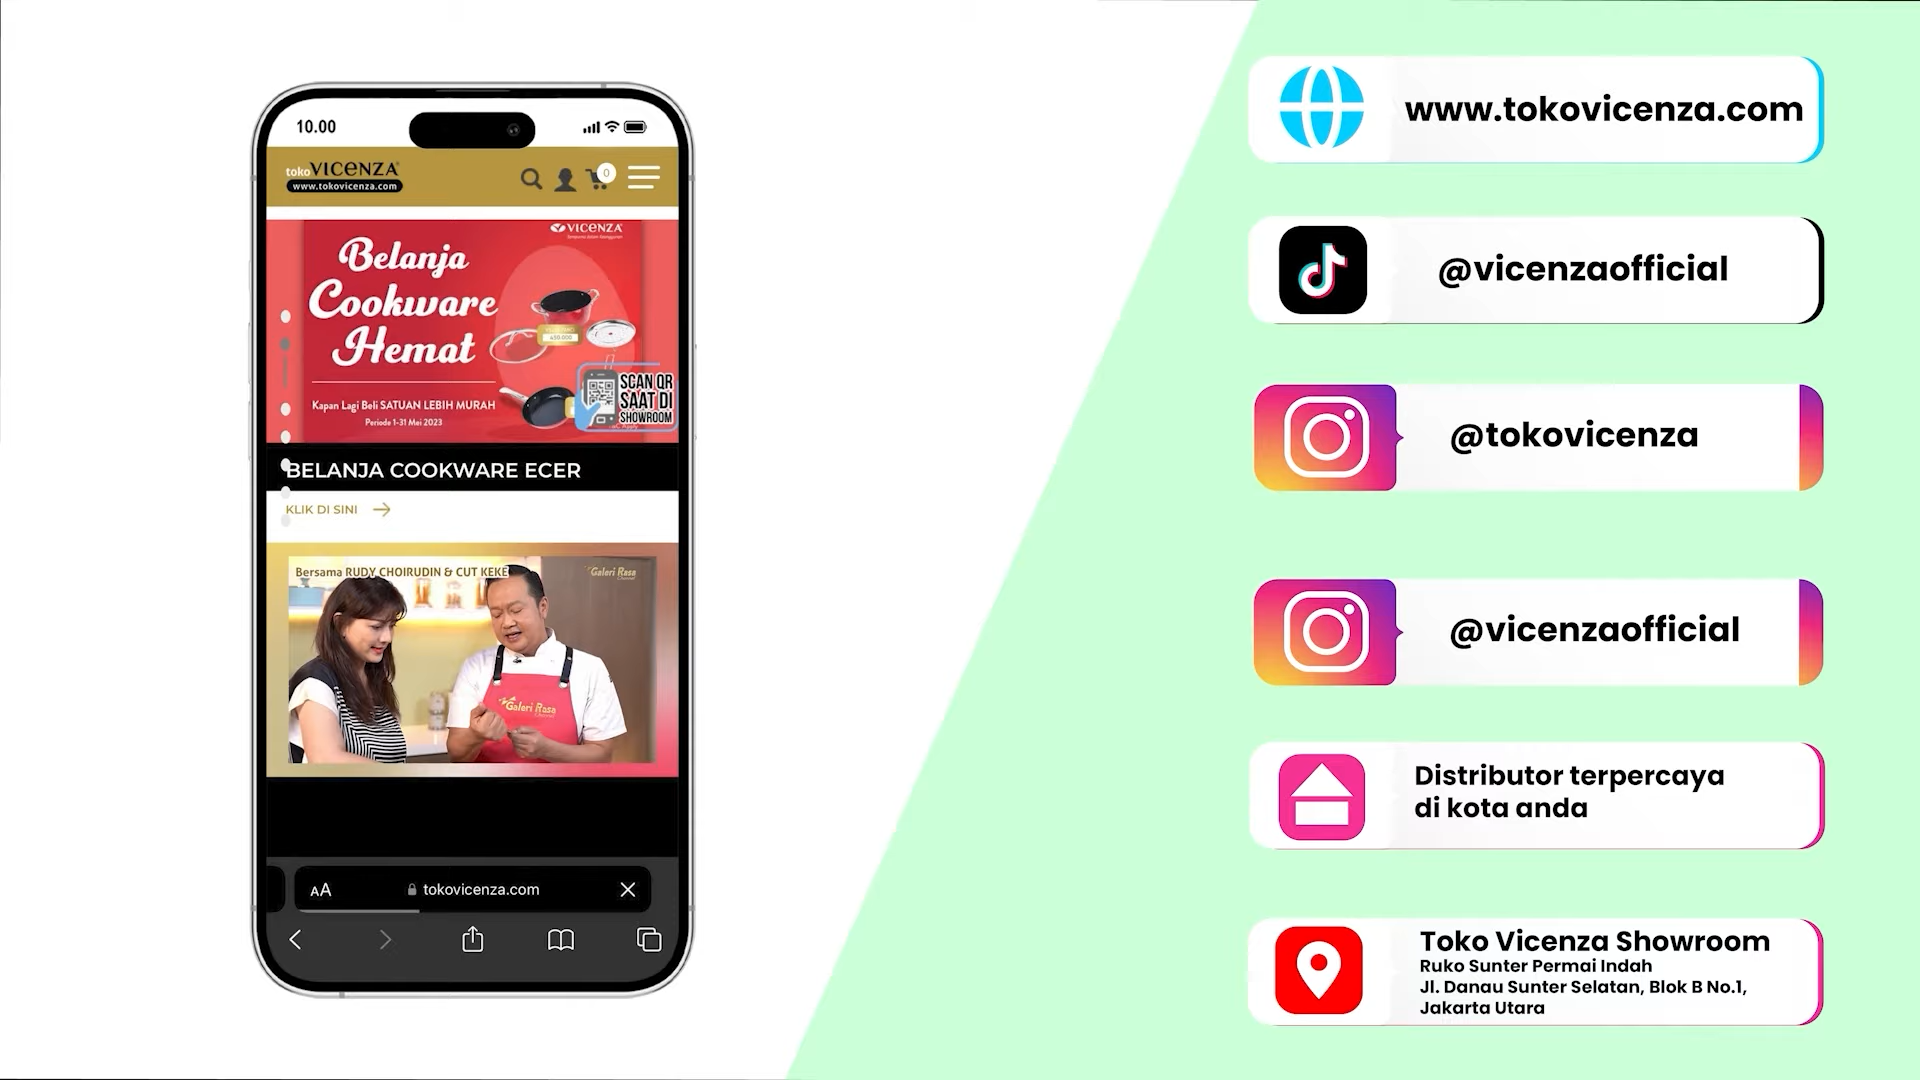 10.00
toko VICENZA
www.tokovicenza.com
0
VICENZA
Belanja
Cookware
Hemat
450.000
SCAN QR
SAAT DI
SHOWROOM
Kapan Lagi Beli SATUAN LEBIH MURAH
Periode 1-31 Mei 2023
BELANJA COOKWARE ECER
KLIK DI SINI
Bersama RUDY CHOIRUDIN & CUT KEKE
Galeri Rasa
Galeri Rasa
AA tokovicenza.com
www.tokovicenza.com
@vicenzaofficial
@tokovicenza
@vicenzaofficial
Distributor terpercaya
di kota anda
Toko Vicenza Showroom
Ruko Sunter Permai Indah
Jl. Danau Sunter Selatan, Blok B No.1,
Jakarta Utara